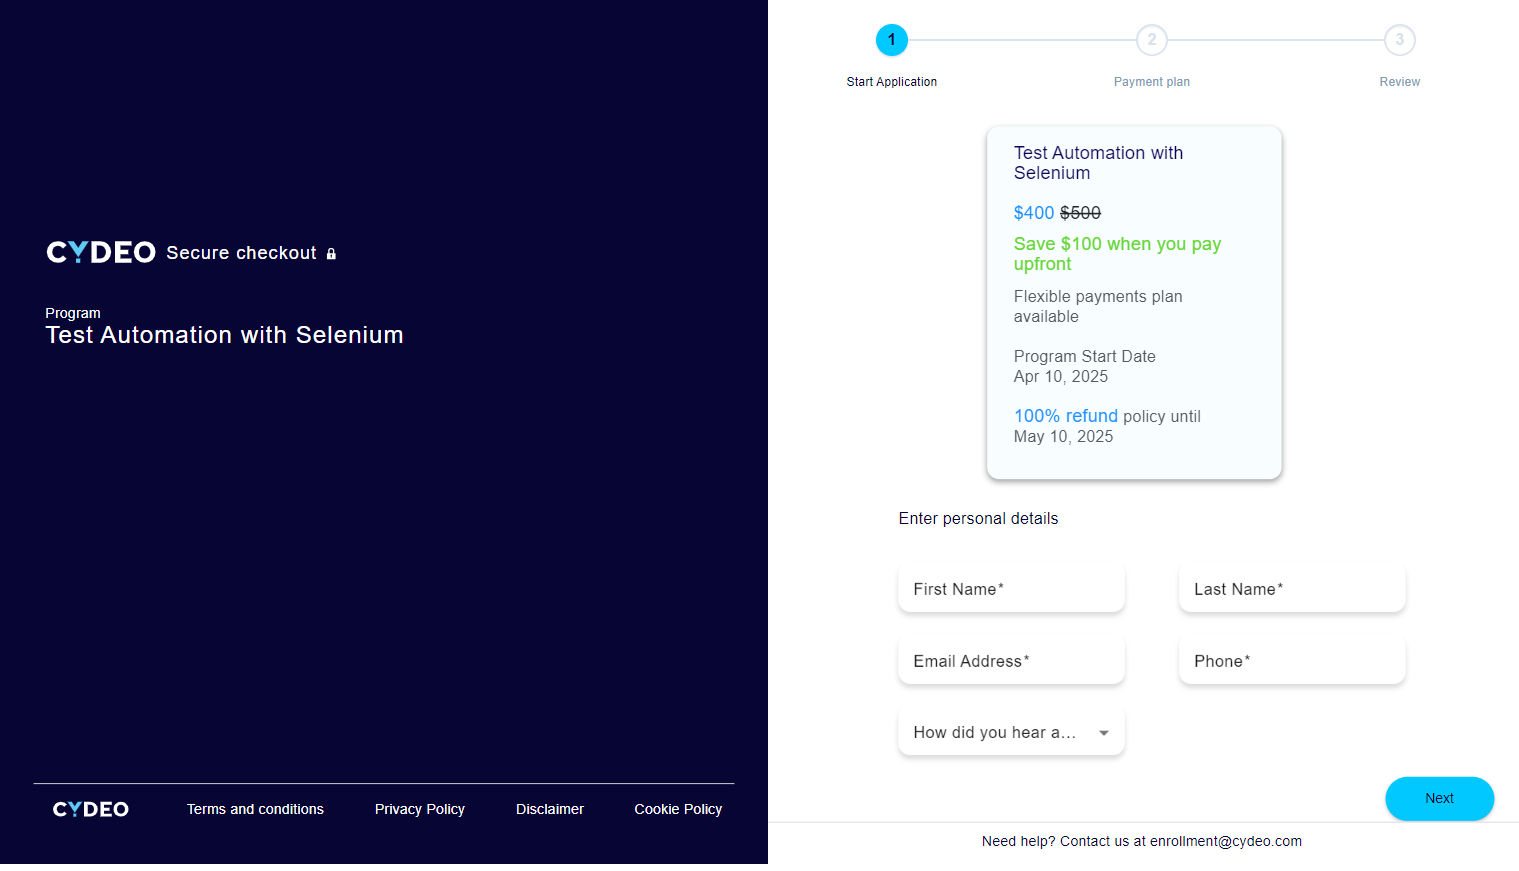 CYDEO Secure checkout
Program
Test Automation with Selenium
CYDEO Terms and conditions Privacy Policy Disclaimer Cookie Policy
1 2 3
Start Application Payment plan Review
Test Automation with
Selenium
$400 $500
Save $100 when you pay
upfront
Flexible payments plan
available
Program Start Date
Apr 10, 2025
100% refund policy until
May 10, 2025
Enter personal details
First Name* Last Name*
Email Address* Phone*
How did you hear a...
Next
Need help? Contact us at enrollment@cydeo.com